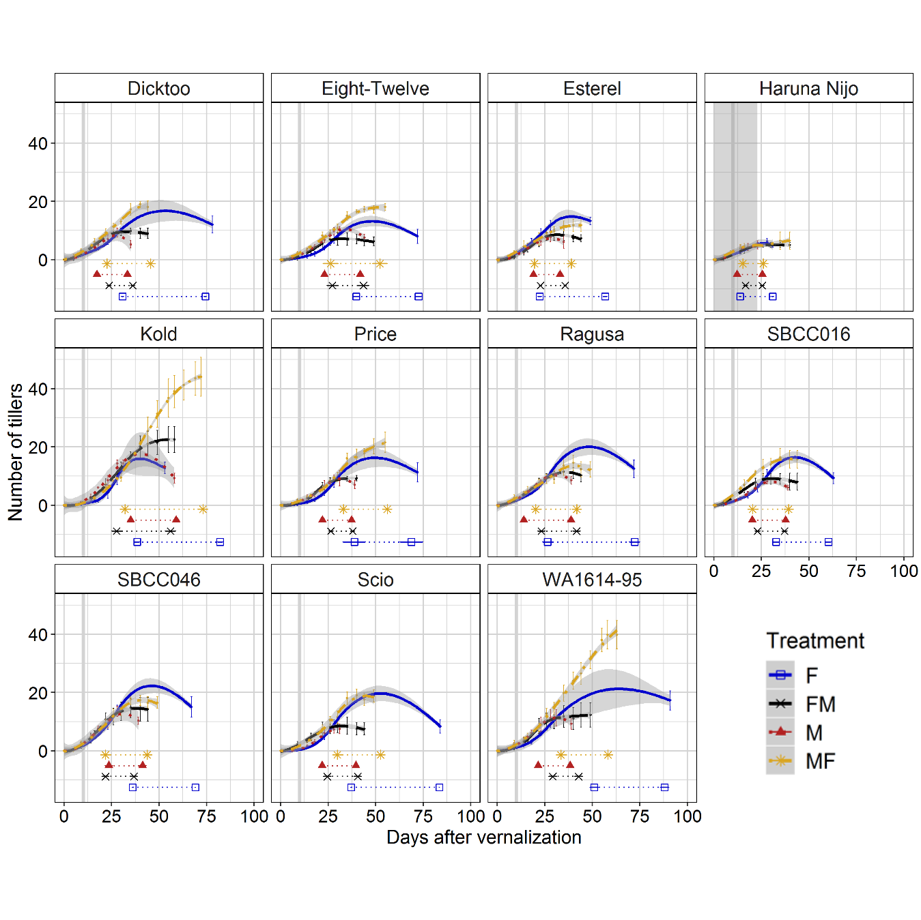 Dicktoo Eight-Twelve Esterel Haruna Nijo
40
20
0
Kold Price Ragusa SBCC016
40
20
0
0 25 50 75 100
SBCC046 Scio WA1614-95
40
20
0
0 25 50 75 100 0 25 50 75 100 0 25 50 75 100
Number of tillers
Days after vernalization
Treatment
F
FM
M
MF